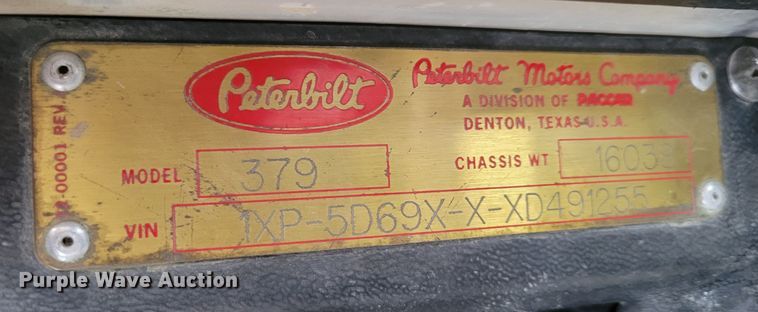 Peterbilt
Peterbilt Motors Company
A DIVISION OF PACCAR
DENTON, TEXAS U.S.A.
-00001 REV.
MODEL 379
CHASSIS WT
VIN 1XP-5D69X-X-XD491255
Purple Wave Auction